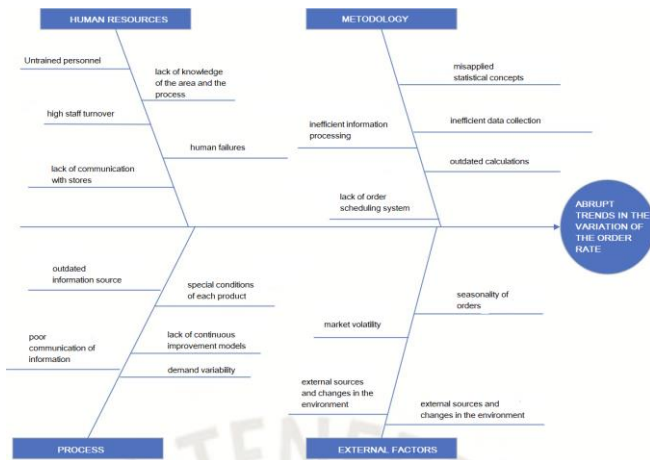 HUMAN RESOURCES
METODOLOGY
Untrained personnel
lack of knowledge
of the area and the
process
misapplied
statistical concepts
high staff turnover
inefficient information
processing
inefficient data collection
human failures
lack of communication
with stores
outdated calculations
lack of order
scheduling system
ABRUPT
TRENDS IN THE
VARIATION OF
THE ORDER
RATE
outdated
information source
special conditions
of each product
seasonality of
orders
market volatility
poor
communication of
information
lack of continuous
improvement models
demand variability
external sources
and changes in the
environment
external sources and
changes in the environment
TENEB
PROCESS
EXTERNAL FACTORS